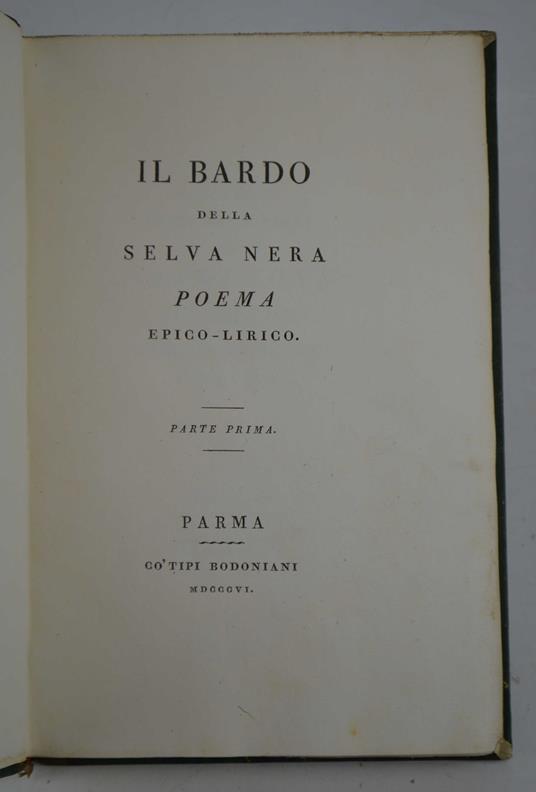 IL BARDO
DELLA
SELVA NERA
POEMA
EPICO-LIRICO.
PARTE PRIMA.
PARMA
CO'TIPI BODONIANI
MDCCCVI.